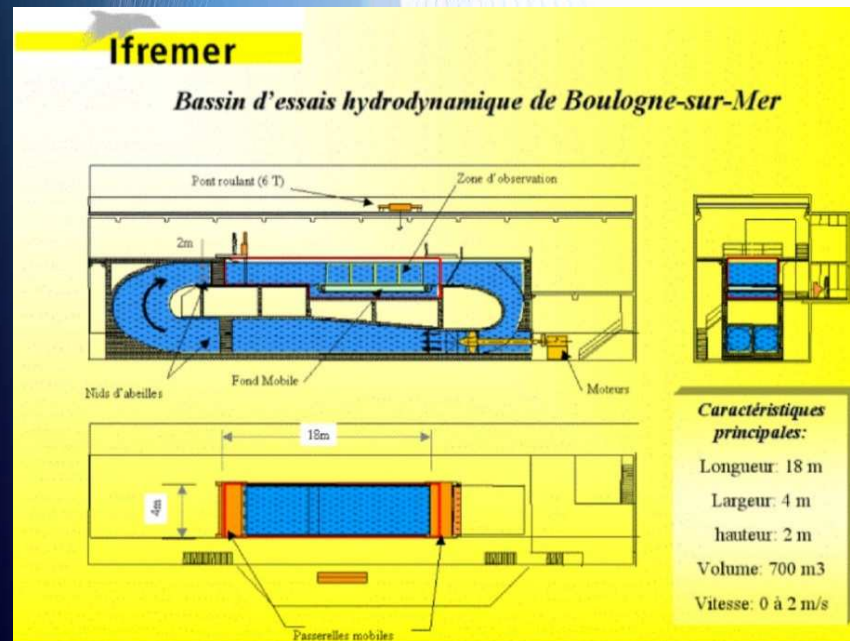 Ifremer
Bassin d'essais hydrodynamique de Boulogne-sur-Mer
Pont roulant (6 T)
Zone d'observation
2m
Nids d'abeilles
Fond Mobile
Moteurs
18m
4m
Passerelles mobiles
Caractéristiques
principales:
Longueur: 18 m
Largeur: 4 m
hauteur: 2 m
Volume: 700 m3
Vitesse: 0 à 2 m/s